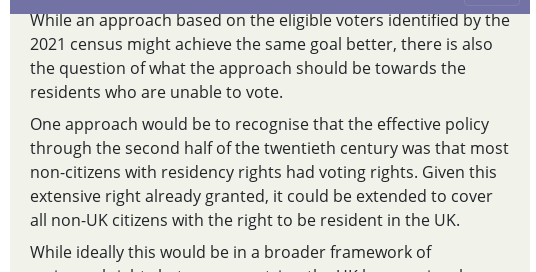 While an approach based on the eligible voters identified by the
2021 census might achieve the same goal better, there is also
the question of what the approach should be towards the
residents who are unable to vote.
One approach would be to recognise that the effective policy
through the second half of the twentieth century was that most
non-citizens with residency rights had voting rights. Given this
extensive right already granted, it could be extended to cover
all non-UK citizens with the right to be resident in the UK.
While ideally this would be in a broader framework of